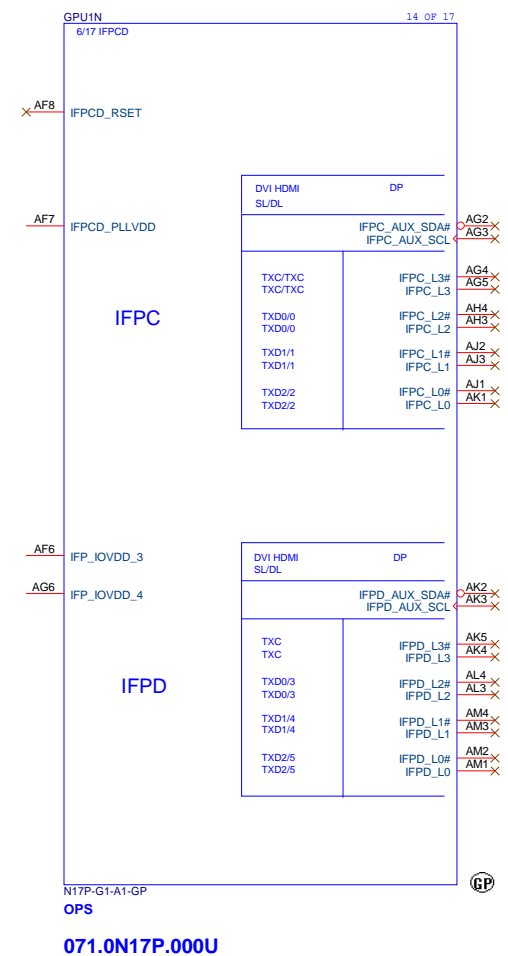 GPU1N 14 OF 17
6/17 IFPCD
AF8 IFPCD_RSET
DVI HDMI DP
SL/DL
AF7 IFPCD_PLLVDD IFPC_AUX_SDA# AG2
IFPC_AUX_SCL AG3
TXC/TXC IFPC_L3# AG4
TXC/TXC IFPC_L3 AG5
IFPC
TXD0/0 IFPC_L2# AH4
TXD0/0 IFPC_L2 AH3
TXD1/1 IFPC_L1# AJ2
TXD1/1 IFPC_L1 AJ3
TXD2/2 IFPC_L0# AJ1
TXD2/2 IFPC_L0 AK1
AF6 IFP_IOVDD_3 DVI HDMI DP
SL/DL
AG6 IFP_IOVDD_4 IFPD_AUX_SDA# AK2
IFPD_AUX_SCL AK3
TXC IFPD_L3# AK5
TXC IFPD_L3 AK4
IFPD
TXD0/3 IFPD_L2# AL4
TXD0/3 IFPD_L2 AL3
TXD1/4 IFPD_L1# AM4
TXD1/4 IFPD_L1 AM3
TXD2/5 IFPD_L0# AM2
TXD2/5 IFPD_L0 AM1
GP
N17P-G1-A1-GP
OPS
071.0N17P.000U